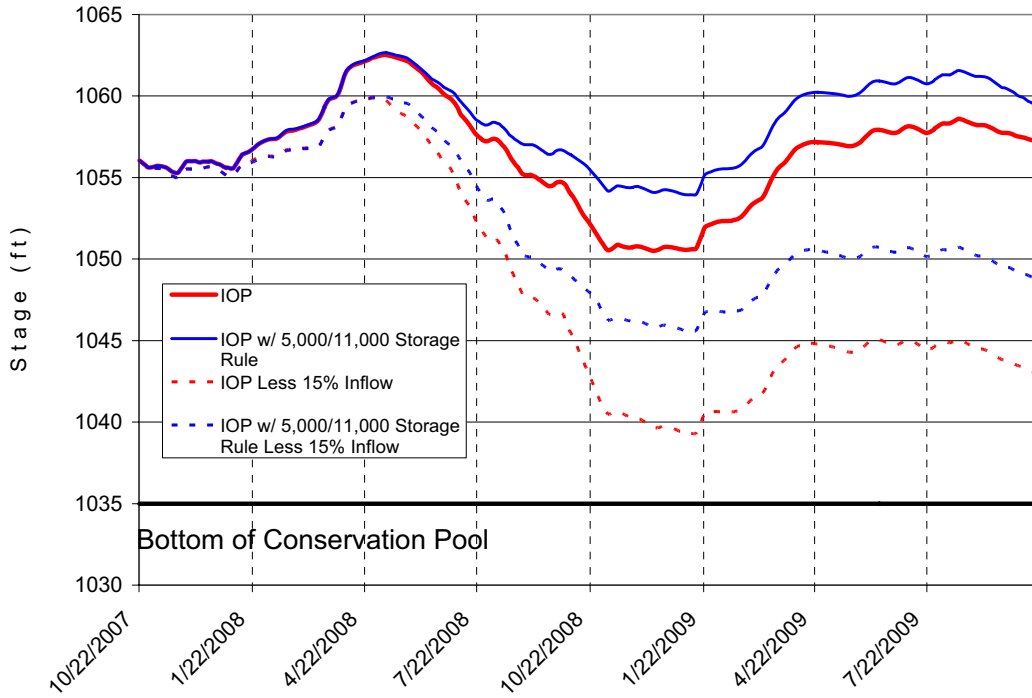 1065
1060
1055
1050
1045
1040
1035
1030
Stage (ft)
IOP
IOP w/ 5,000/11,000 Storage
Rule
IOP Less 15% Inflow
IOP w/ 5,000/11,000 Storage
Rule Less 15% Inflow
Bottom of Conservation Pool
10/22/2007
1/22/2008
4/22/2008
7/22/2008
10/22/2008
1/22/2009
4/22/2009
7/22/2009